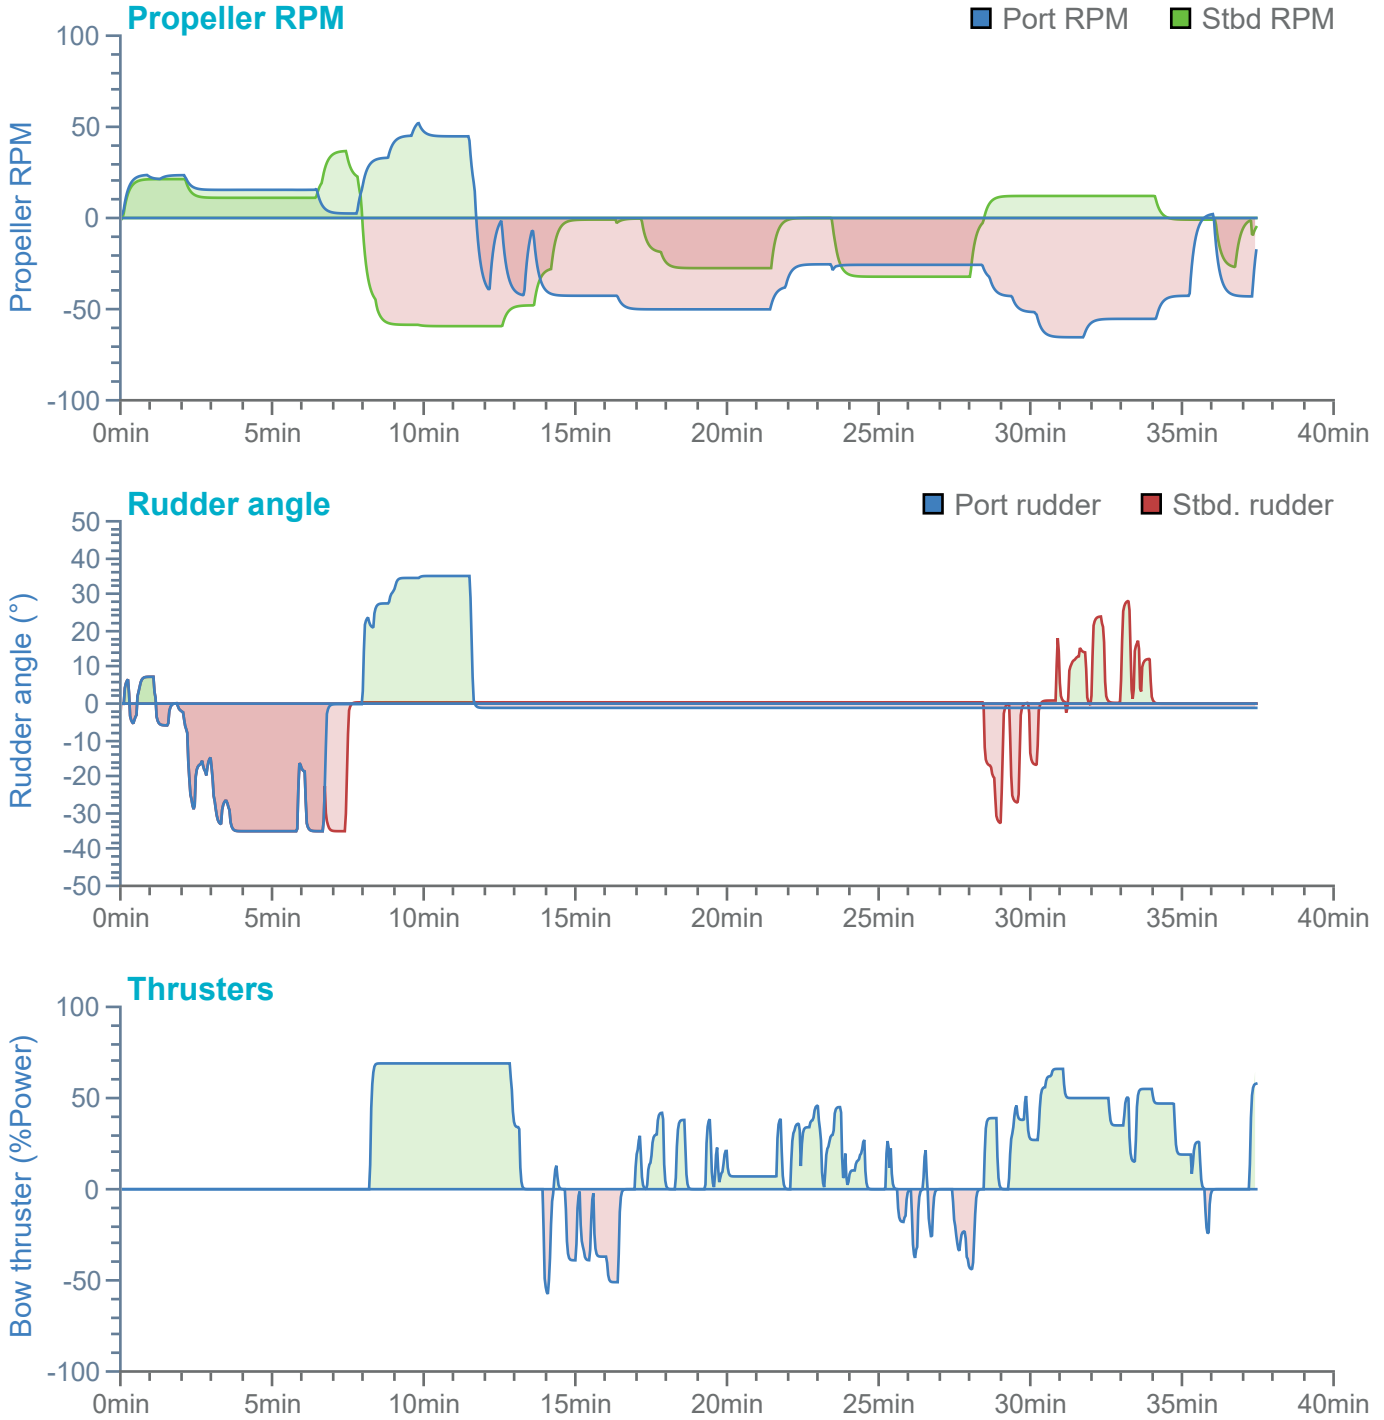 Propeller RPM
Port RPM Stbd RPM
Propeller RPM
100
50
0
-50
-100
0min 5min 10min 15min 20min 25min 30min 35min 40min
Rudder angle
Port rudder Stbd. rudder
Rudder angle (°)
50
40
30
20
10
0
-10
-20
-30
-40
-50
0min 5min 10min 15min 20min 25min 30min 35min 40min
Thrusters
Bow thruster (%Power)
100
50
0
-50
-100
0min 5min 10min 15min 20min 25min 30min 35min 40min